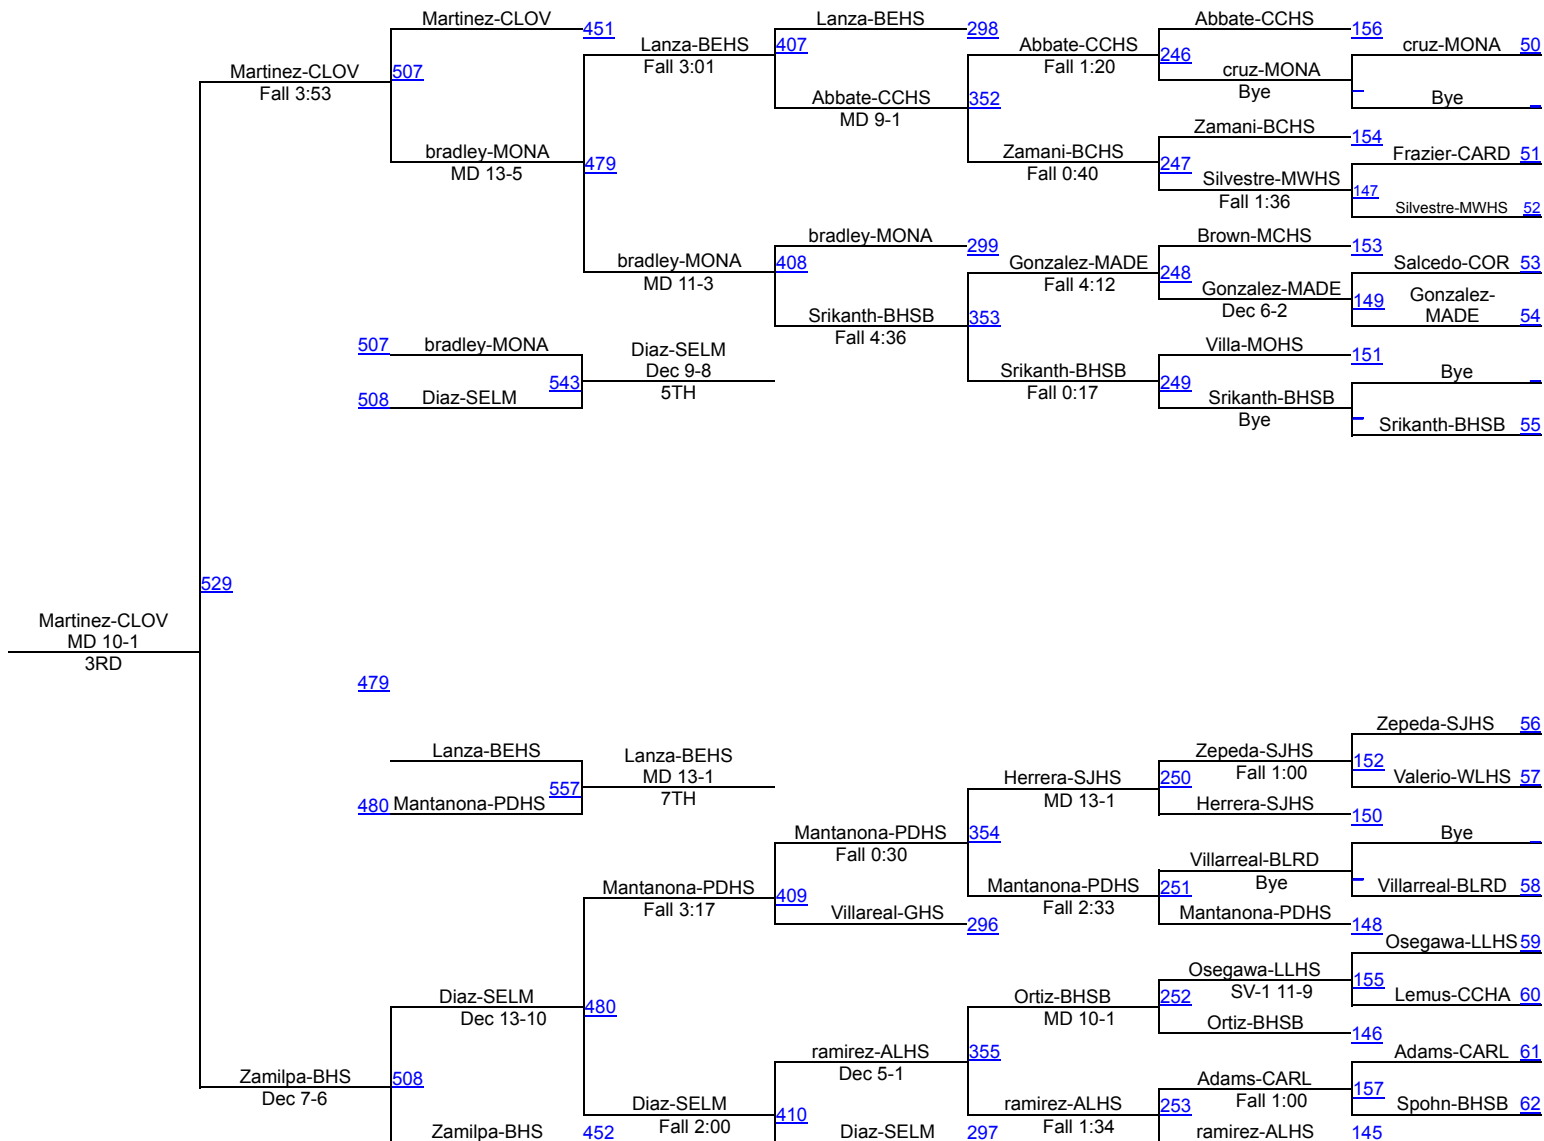 Martinez-CLOV
451
507
Martinez-CLOV
Fall 3:53
bradley-MONA
MD 13-5
479
Lanza-BEHS
Fall 3:01
407
Lanza-BEHS
298
Abbate-CCHS
MD 9-1
352
Abbate-CCHS
Fall 1:20
246
Abbate-CCHS
156
cruz-MONA
Bye
cruz-MONA 50
Bye
Zamani-BCHS
Fall 0:40
247
Zamani-BCHS
154
Silvestre-MWHS
Fall 1:36
147
Frazier-CARD 51
Silvestre-MWHS 52
bradley-MONA
MD 11-3
408
bradley-MONA
299
Srikanth-BHSB
Fall 4:36
353
Gonzalez-MADE
Fall 4:12
248
Brown-MCHS
153
Gonzalez-MADE
Dec 6-2
149
Salcedo-COR 53
Gonzalez-
MADE 54
Srikanth-BHSB
Fall 0:17
249
Villa-MOHS
151
Srikanth-BHSB
Bye
Bye
Srikanth-BHSB 55
507 bradley-MONA
508 Diaz-SELM
543
Diaz-SELM
Dec 9-8
5TH
529
Martinez-CLOV
MD 10-1
3RD
479
Lanza-BEHS
480 Mantanona-PDHS
557
Lanza-BEHS
MD 13-1
7TH
Zepeda-SJHS 56
Valerio-WLHS 57
152
Zepeda-SJHS
Fall 1:00
Herrera-SJHS
150
250
Herrera-SJHS
MD 13-1
354
Mantanona-PDHS
Fall 0:30
Bye
Villarreal-BLRD 58
Villarreal-BLRD
Bye
Mantanona-PDHS
148
251
Mantanona-PDHS
Fall 2:33
409
Mantanona-PDHS
Fall 3:17
Villareal-GHS
296
Osegawa-LLHS 59
Lemus-CCHA 60
155
Osegawa-LLHS
SV-1 11-9
Ortiz-BHSB
146
252
Ortiz-BHSB
MD 10-1
355
ramirez-ALHS
Dec 5-1
Adams-CARL 61
Spohn-BHSB 62
157
Adams-CARL
Fall 1:00
ramirez-ALHS 145
253
ramirez-ALHS
Fall 1:34
410
Diaz-SELM 297
Diaz-SELM
Fall 2:00
480
Diaz-SELM
Dec 13-10
508
Zamilpa-BHS
Dec 7-6
Zamilpa-BHS 452